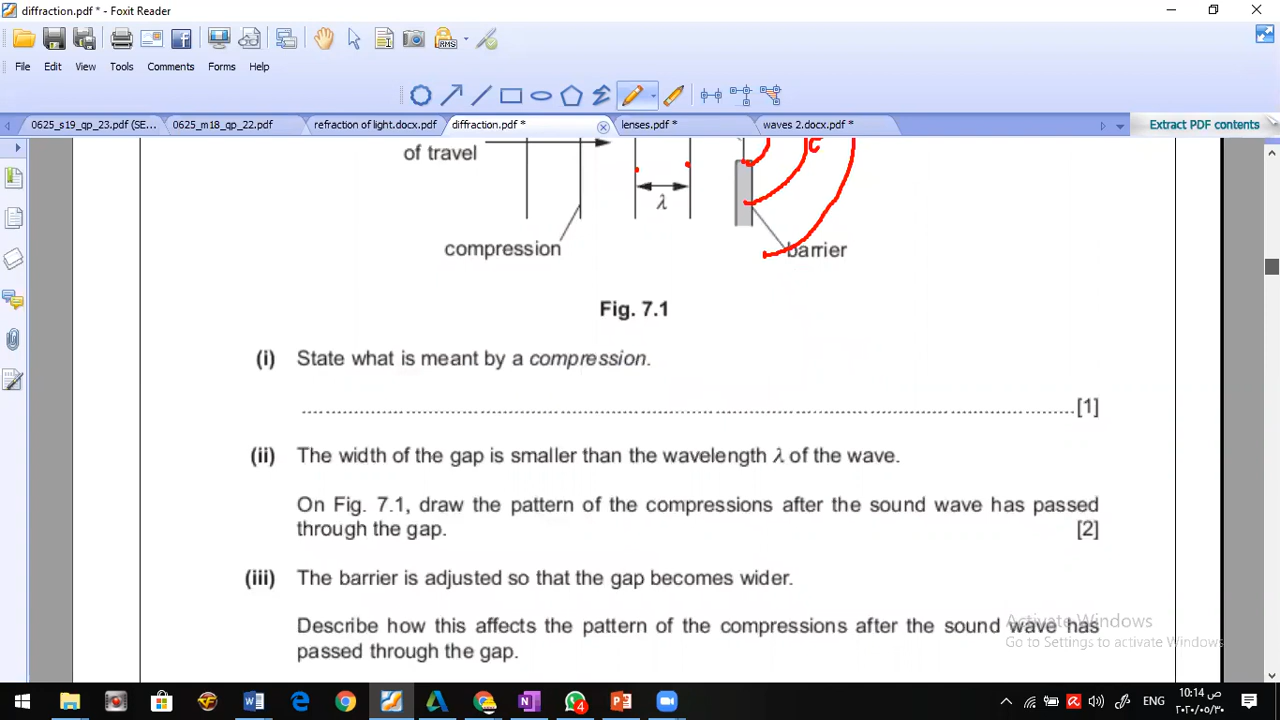 diffraction.pdf * - Foxit Reader
File Edit View Tools Comments Forms Help
RMS
0625_s19_qp_23.pdf (SE... 0625_m18_qp_22.pdf refraction of light.docx.pdf diffraction.pdf * lenses.pdf * waves 2.docx.pdf * Extract PDF contents
of travel
λ
compression barrier
Fig. 7.1
(i) State what is meant by a compression.
[1]
(ii) The width of the gap is smaller than the wavelength λ of the wave.
On Fig. 7.1, draw the pattern of the compressions after the sound wave has passed
through the gap. [2]
(iii) The barrier is adjusted so that the gap becomes wider.
Describe how this affects the pattern of the compressions after the sound wave has
passed through the gap.
Activate Windows
Go to Settings to activate Windows
4
ENG
10:14 ص
٢٠٢٠/٠٥/٣٠